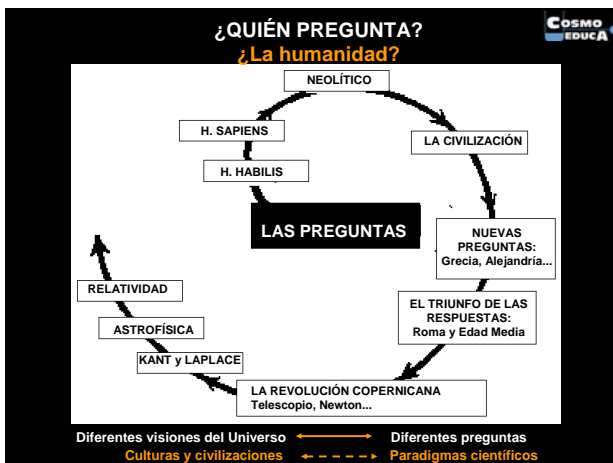 ¿QUIÉN PREGUNTA?
¿La humanidad?
COSMO
EDUCA
NEOLÍTICO
H. SAPIENS
LA CIVILIZACIÓN
H. HABILIS
LAS PREGUNTAS
NUEVAS
PREGUNTAS:
Grecia, Alejandría...
EL TRIUNFO DE LAS
RESPUESTAS:
Roma y Edad Media
RELATIVIDAD
ASTROFÍSICA
KANT y LAPLACE
LA REVOLUCIÓN COPERNICANA
Telescopio, Newton...
Diferentes visiones del Universo Diferentes preguntas
Culturas y civilizaciones Paradigmas científicos